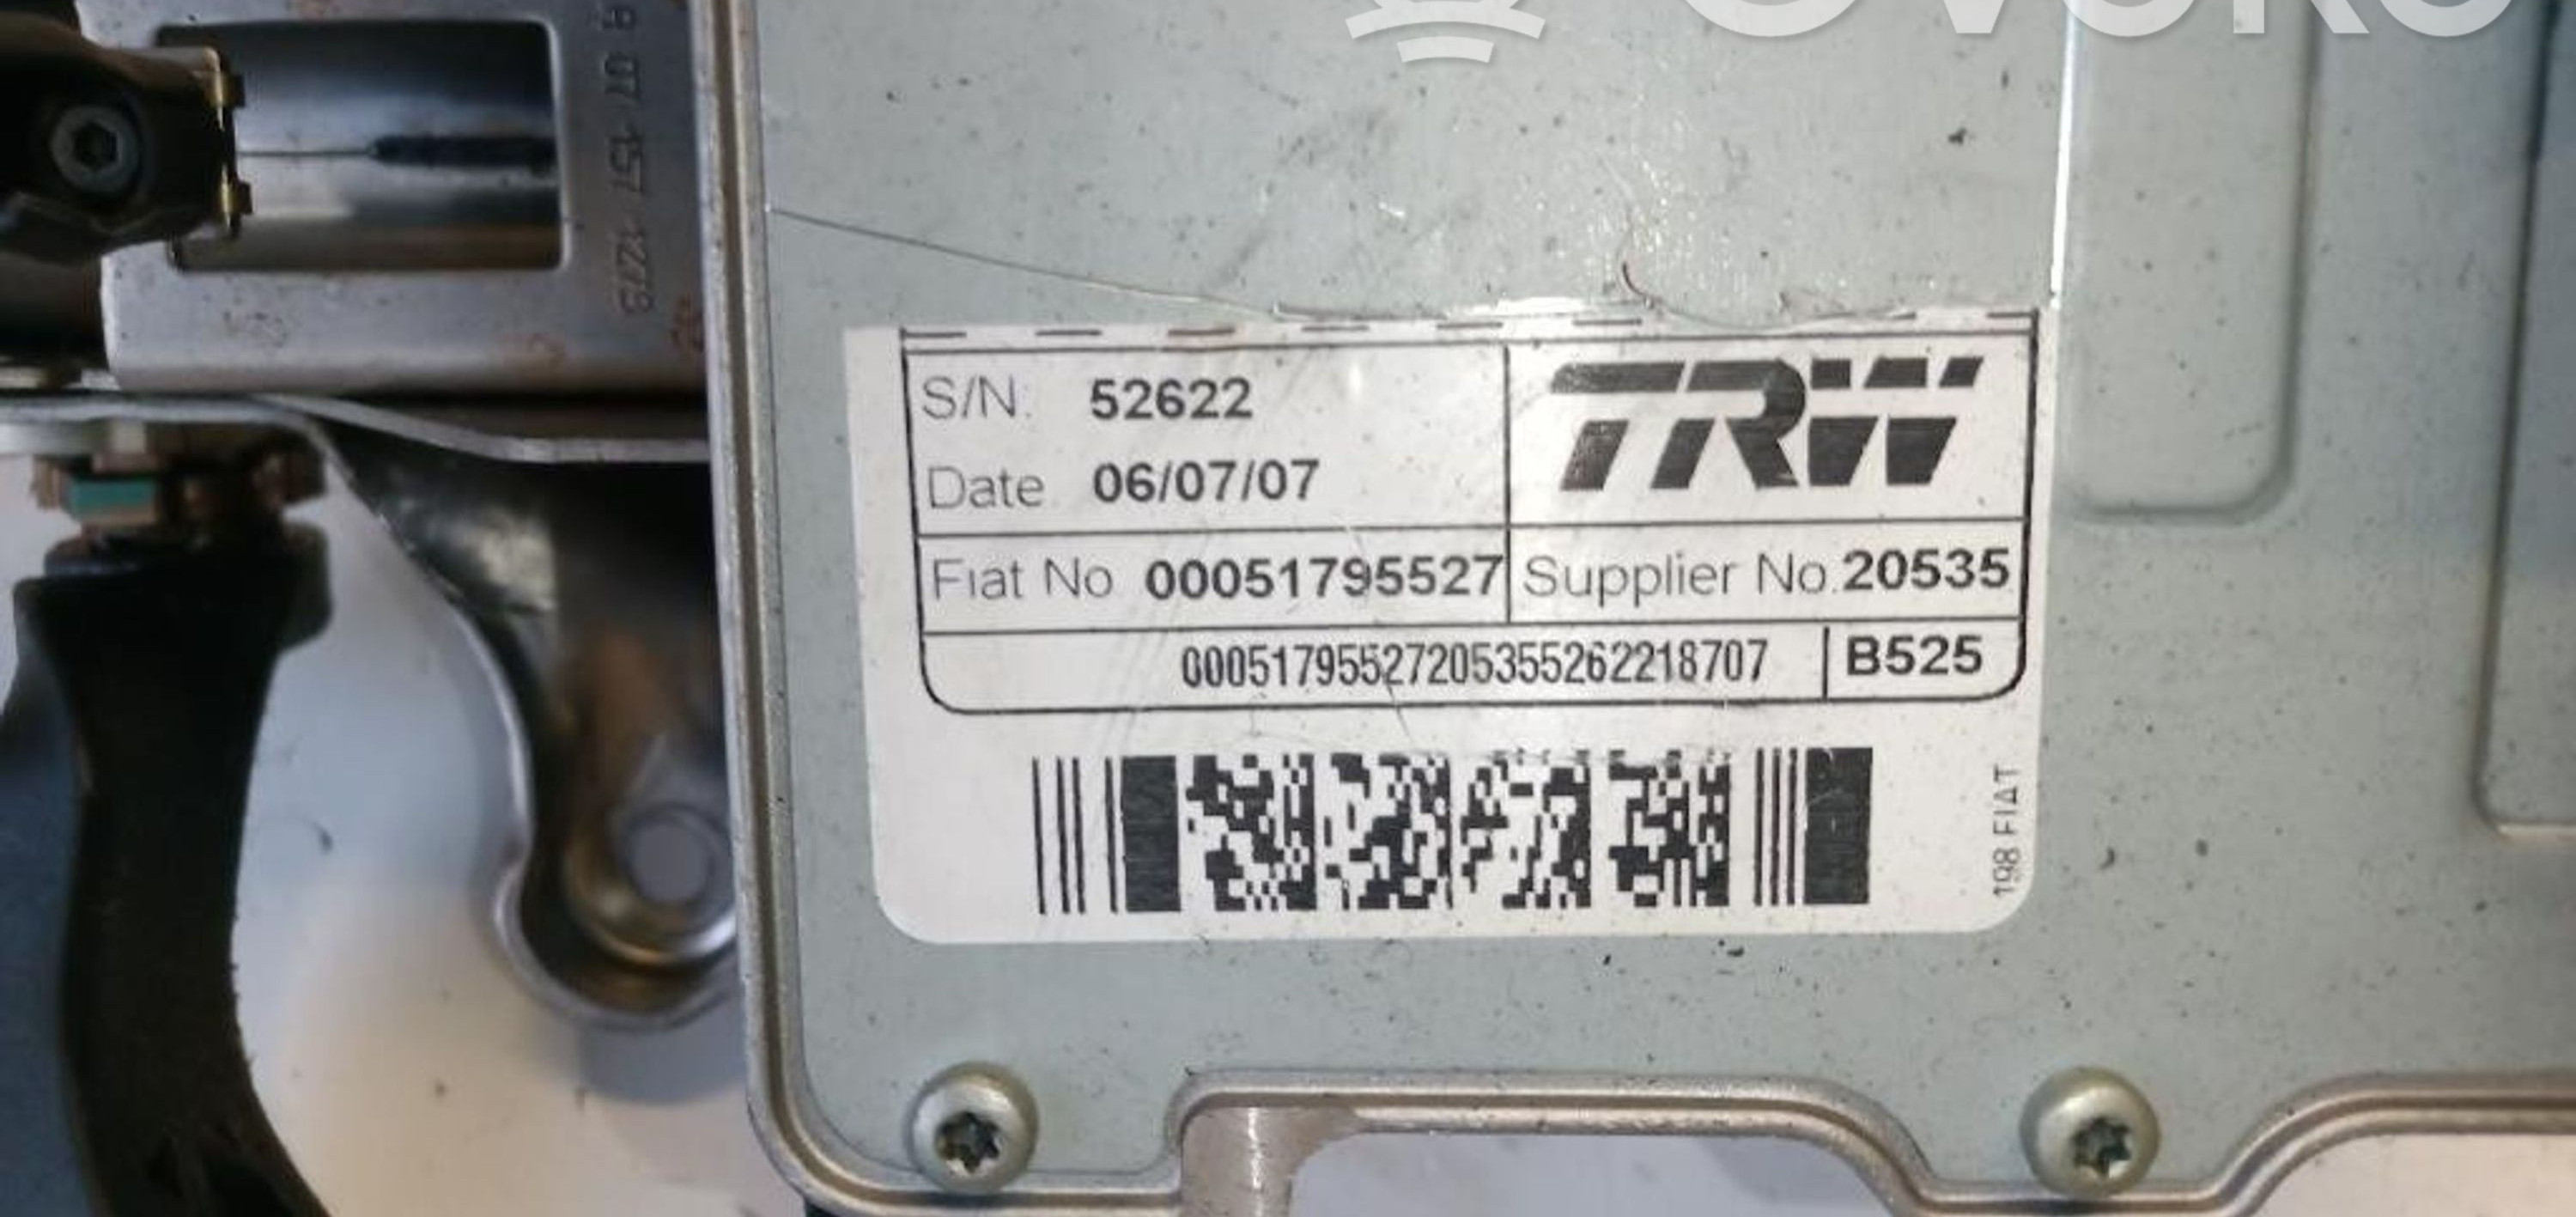 S/N. 52622
Date 06/07/07
TRW
Fiat No 00051795527
Supplier No.20535
00051795527205355262218707
B525
198 FIAT